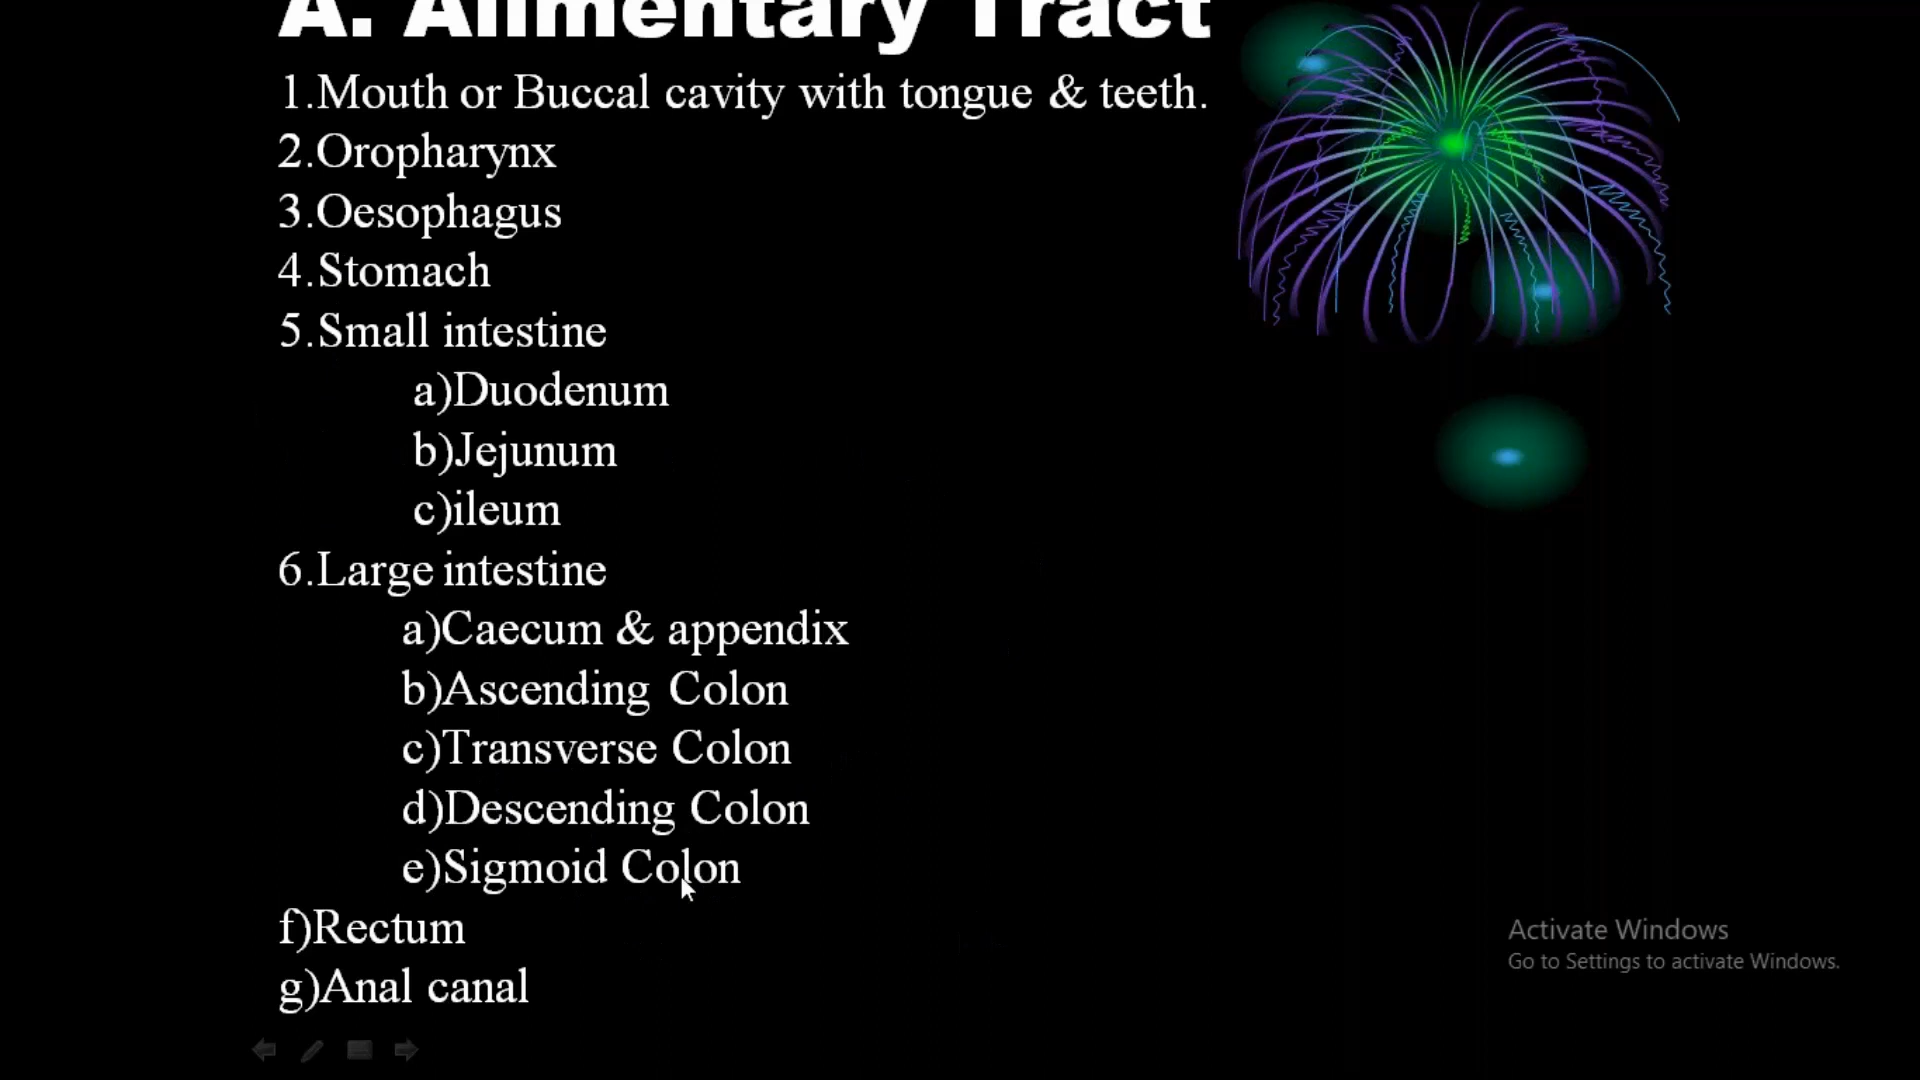 A. Alimentary Tract
1.Mouth or Buccal cavity with tongue & teeth.
2.Oropharynx
3.Oesophagus
4.Stomach
5.Small intestine
a)Duodenum
b)Jejunum
c)ileum
6.Large intestine
a)Caecum & appendix
b)Ascending Colon
c)Transverse Colon
d)Descending Colon
e)Sigmoid Colon
f)Rectum
g)Anal canal
Activate Windows
Go to Settings to activate Windows.